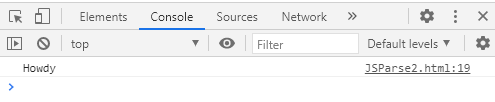 Elements Console Sources Network »
top Filter Default levels
Howdy JSParse2.html:19